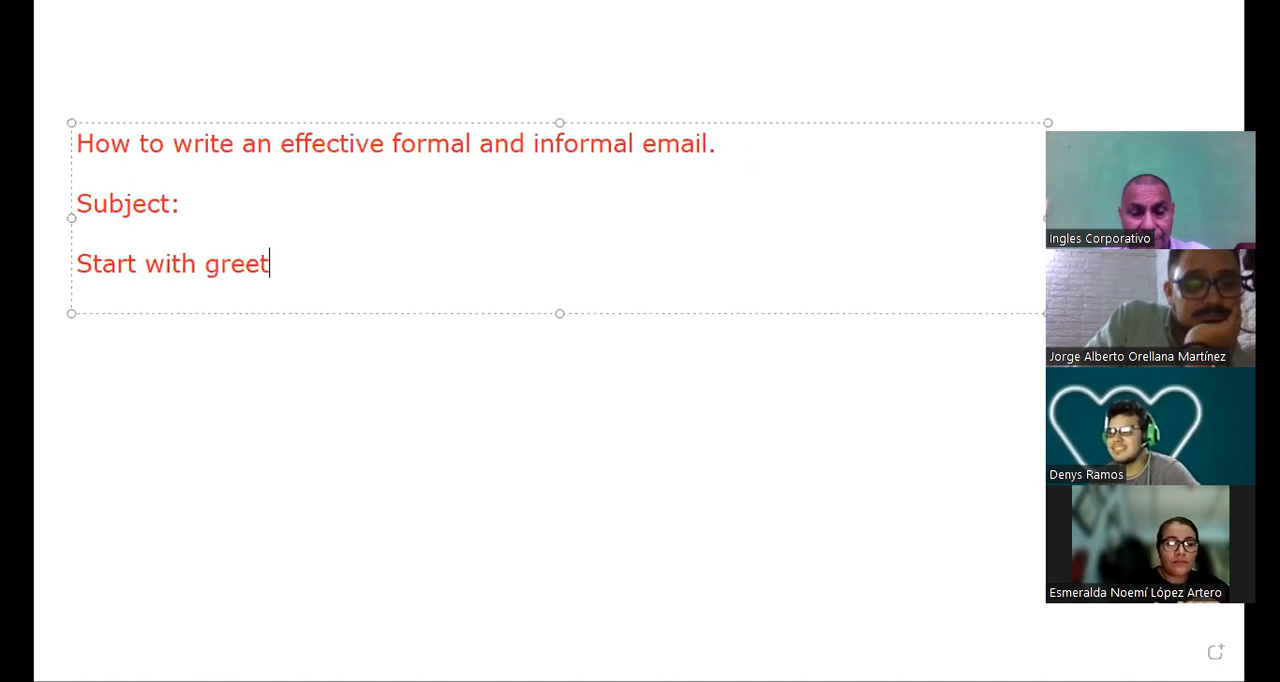 How to write an effective formal and informal email.
Subject:
Start with greet
Ingles Corporativo
Jorge Alberto Orellana Martínez
Denys Ramos
Esmeralda Noemí López Artero